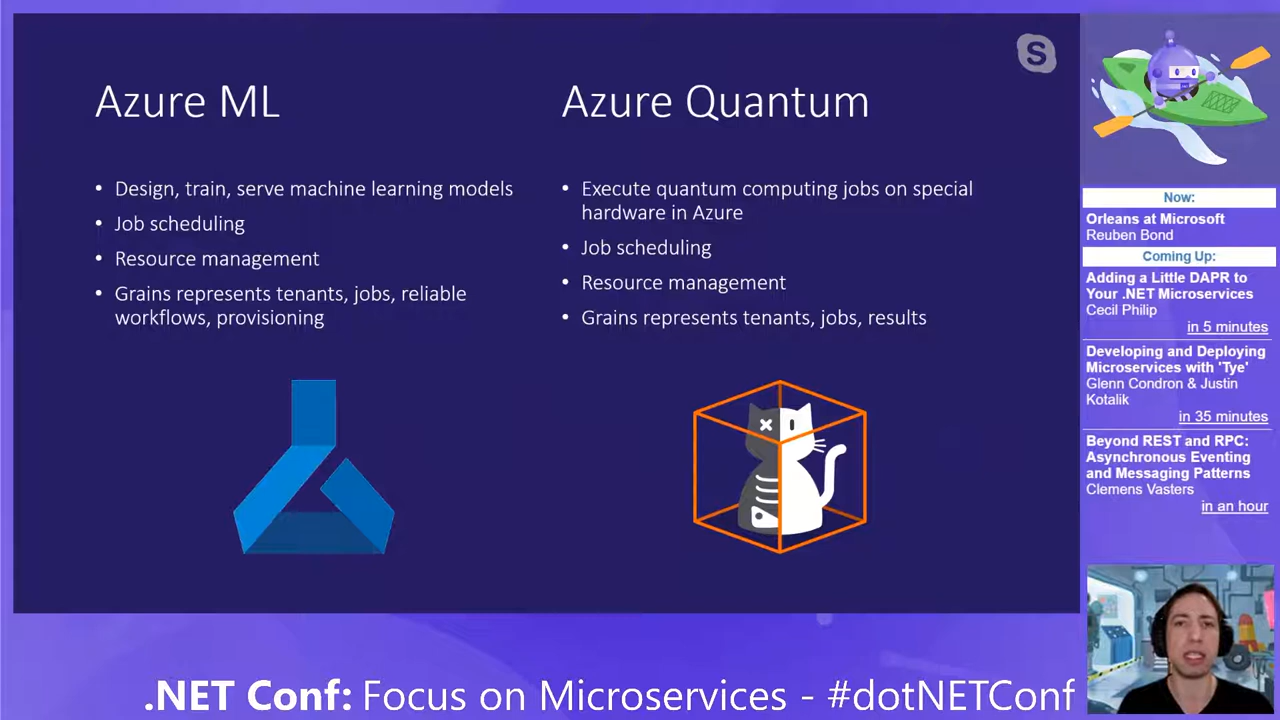 Azure ML
• Design, train, serve machine learning models
• Job scheduling
• Resource management
• Grains represents tenants, jobs, reliable
workflows, provisioning
Azure Quantum
• Execute quantum computing jobs on special
hardware in Azure
• Job scheduling
• Resource management
• Grains represents tenants, jobs, results
S
Now:
Orleans at Microsoft
Reuben Bond
Coming Up:
Adding a Little DAPR to
Your .NET Microservices
Cecil Philip
in 5 minutes
Developing and Deploying
Microservices with 'Tye'
Glenn Condron & Justin
Kotalik
in 35 minutes
Beyond REST and RPC:
Asynchronous Eventing
and Messaging Patterns
Clemens Vasters
in an hour
.NET Conf: Focus on Microservices - #dotNETConf